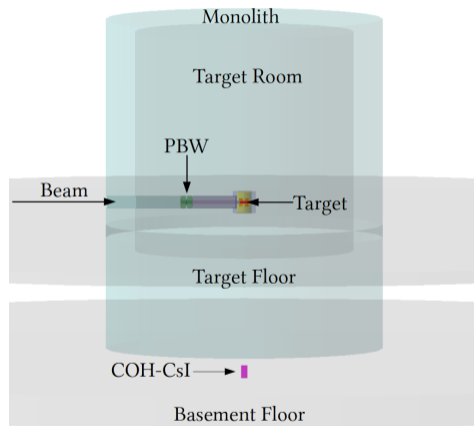 Monolith
Target Room
PBW
Beam
Target
Target Floor
COH-CsI
Basement Floor